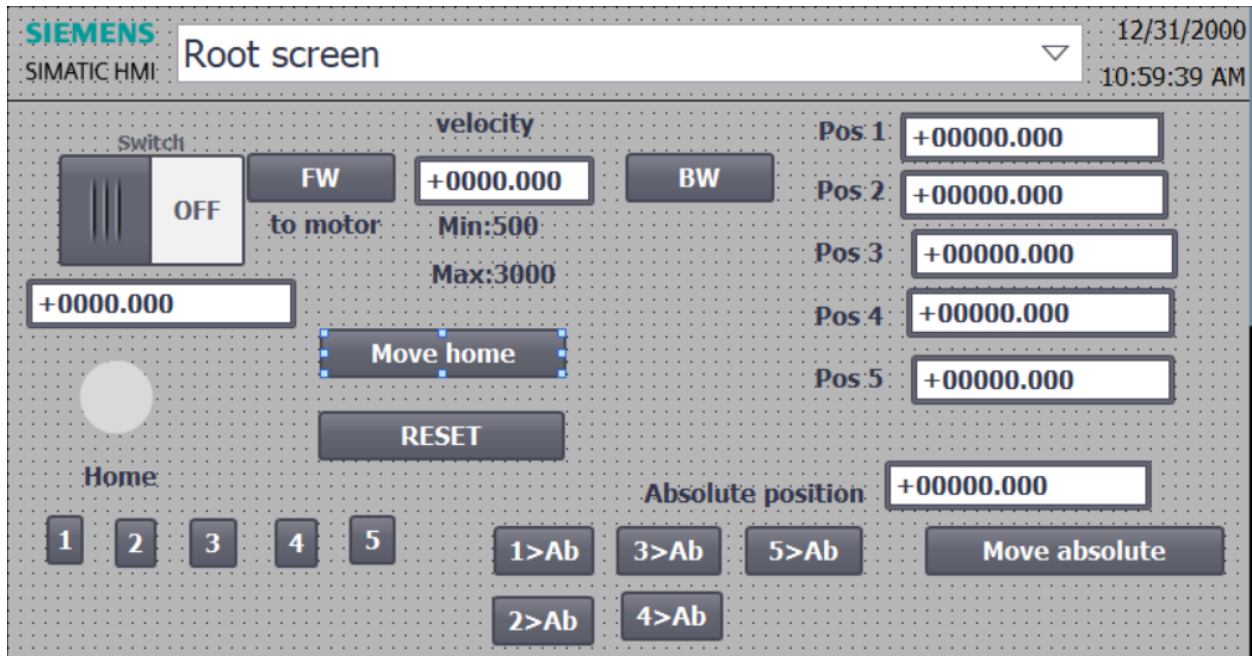 SIEMENS
SIMATIC HMI
Root screen
12/31/2000
10:59:39 AM
Switch
OFF
FW
to motor
velocity
+0000.000
Min:500
Max:3000
BW
+0000.000
Pos 1
+00000.000
Pos 2
+00000.000
Pos 3
+00000.000
Pos 4
+00000.000
Pos 5
+00000.000
Move home
RESET
Home
Absolute position
+00000.000
1
2
3
4
5
1>Ab
3>Ab
5>Ab
Move absolute
2>Ab
4>Ab